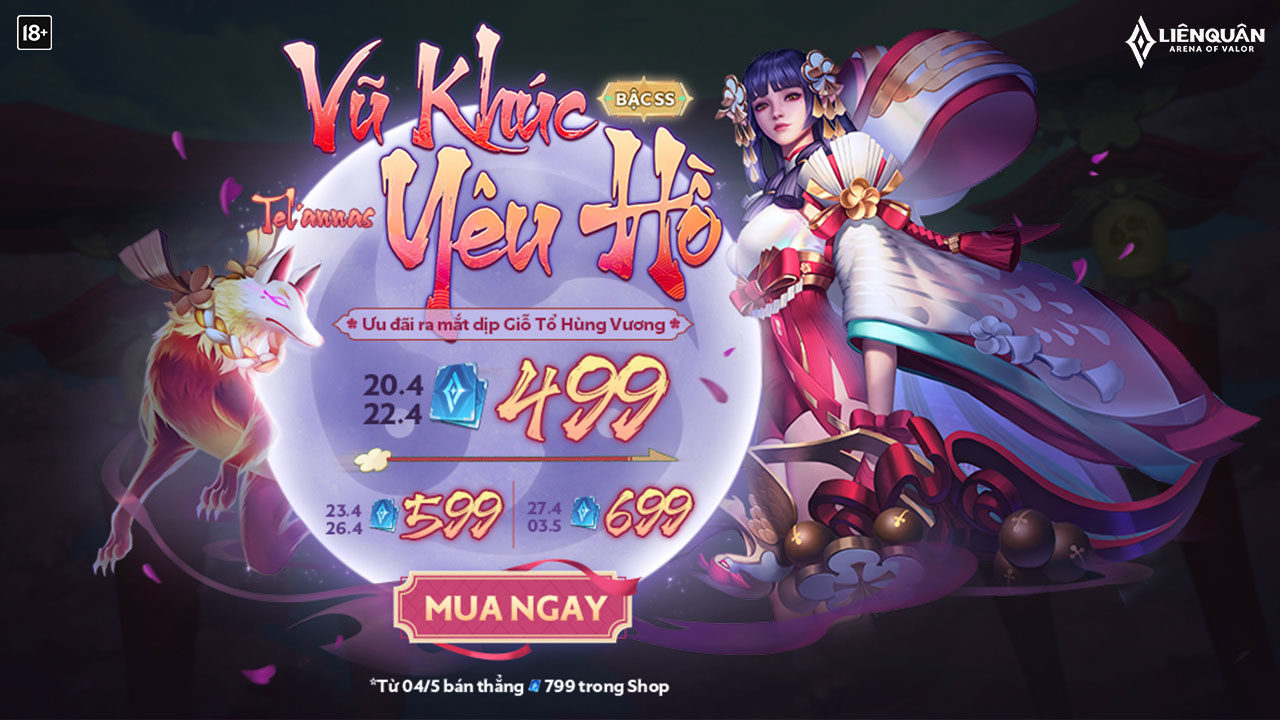 18+
LIÊNQUÂN
ARENA OF VALOR
Vũ Khúc
BẬC SS
Tel'annas
Yêu Hồ
Ưu đãi ra mắt dịp Giỗ Tổ Hùng Vương
20.4
22.4
499
23.4
26.4
599
27.4
03.5
699
MUA NGAY
*Từ 04/5 bán thẳng 799 trong Shop